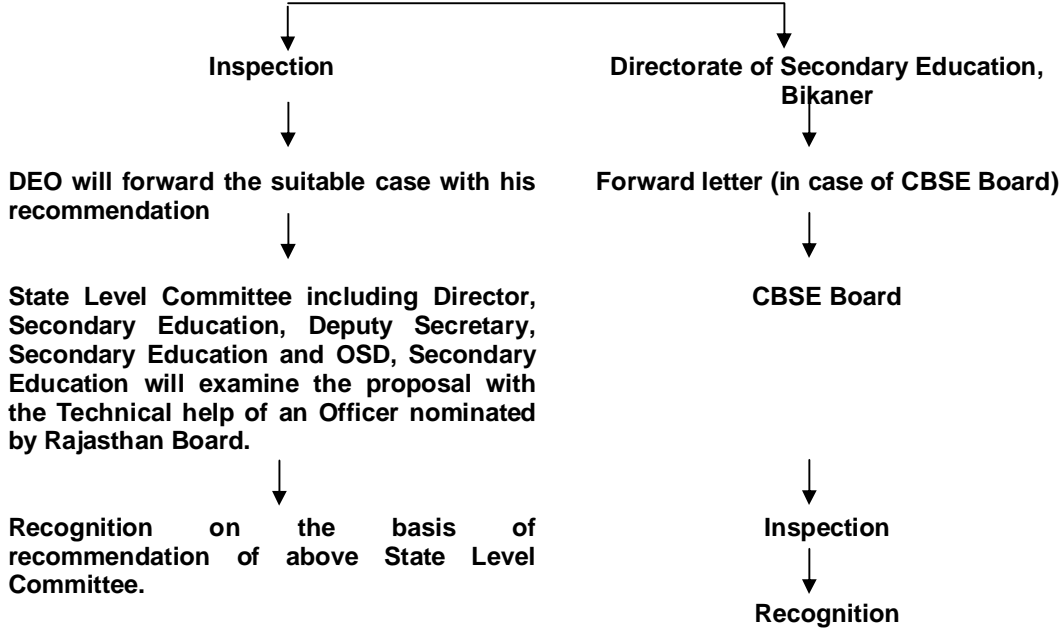 Inspection
DEO will forward the suitable case with his
recommendation
State Level Committee including Director,
Secondary Education, Deputy Secretary,
Secondary Education and OSD, Secondary
Education will examine the proposal with
the Technical help of an Officer nominated
by Rajasthan Board.
Recognition on the basis of
recommendation of above State Level
Committee.
Directorate of Secondary Education,
Bikaner
Forward letter (in case of CBSE Board)
CBSE Board
Inspection
Recognition